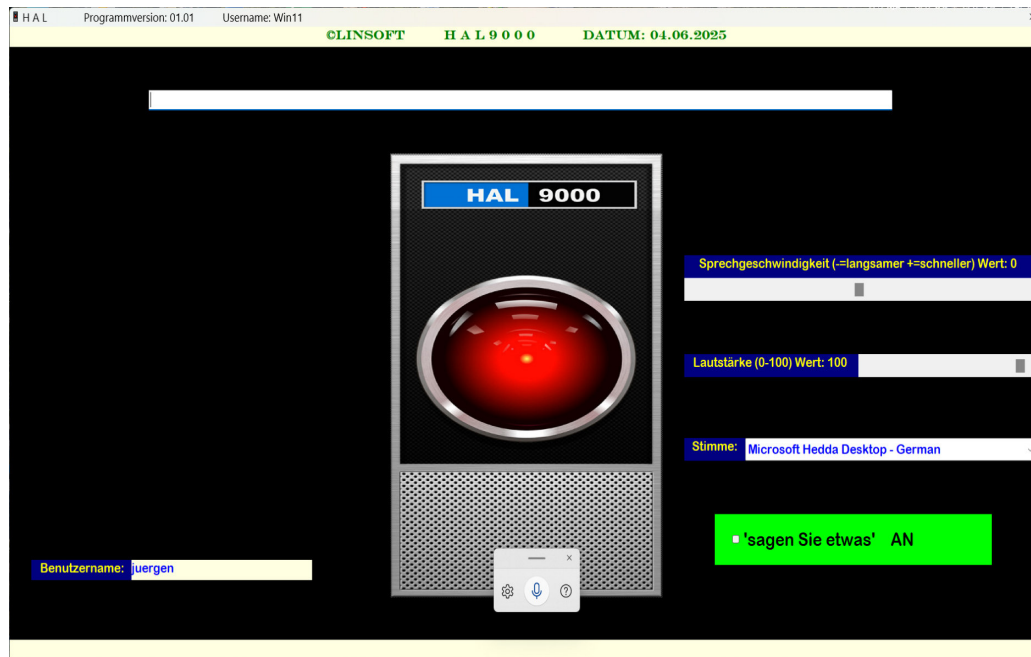 H A L Programmversion: 01.01 Username: Win11
©LINSOFT H A L 9 0 0 0 DATUM: 04.06.2025
HAL 9000
Sprechgeschwindigkeit (-=langsamer +=schneller) Wert: 0
Lautstärke (0-100) Wert: 100
Stimme: Microsoft Hedda Desktop - German
'sagen Sie etwas' AN
Benutzername: juergen